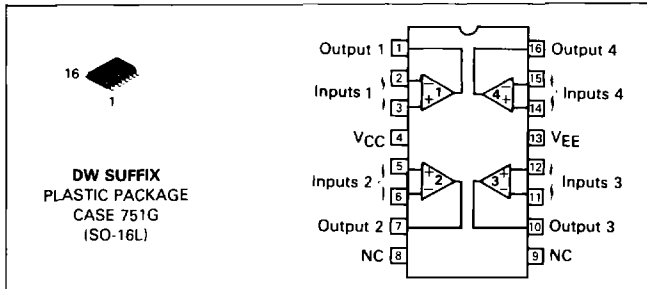 16
1
DW SUFFIX
PLASTIC PACKAGE
CASE 751G
(SO-16L)
Output 1 1 16 Output 4
Inputs 1 2 − 1 4 − 15 Inputs 4
3 + + 14
VCC 4 13 VEE
Inputs 2 5 + 2 3 + 12 Inputs 3
6 − − 11
Output 2 7 10 Output 3
NC 8 9 NC